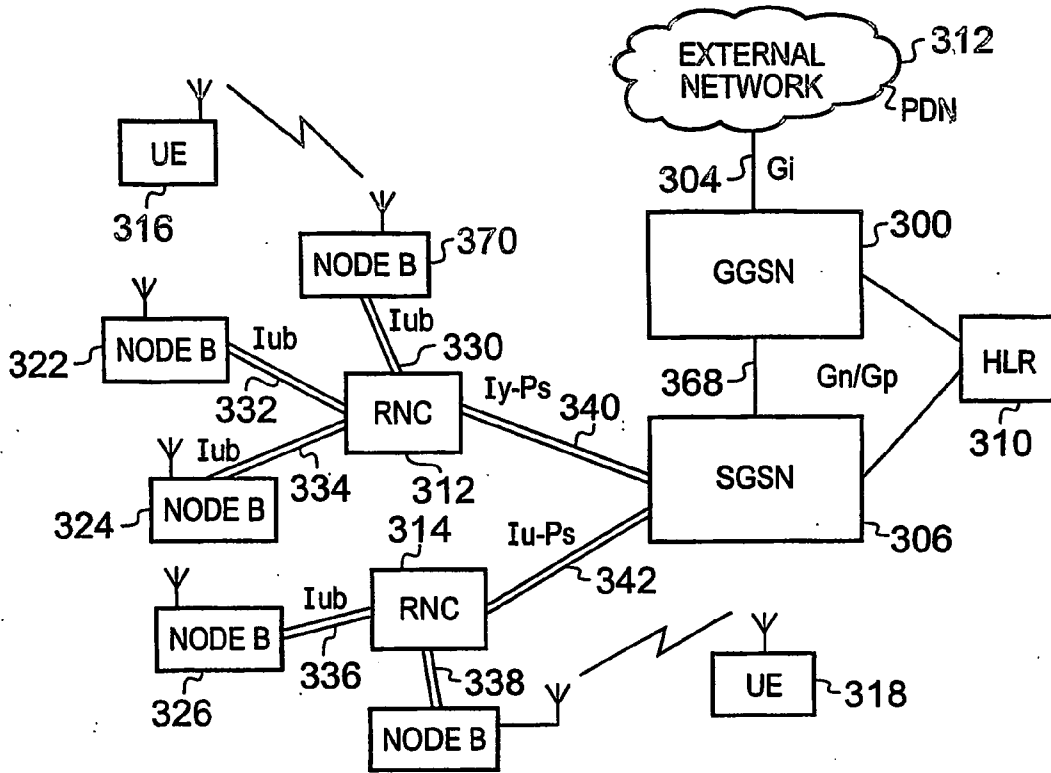 EXTERNAL
NETWORK
312
PDN
304
Gi
UE
316
300
GGSN
NODE B
370
Iub
330
322
NODE B
Iub
332
368
Gn/Gp
HLR
310
RNC
312
Iy-Ps
340
Iub
334
324
NODE B
SGSN
306
314
Iu-Ps
342
RNC
Iub
336
NODE B
326
338
NODE B
UE
318